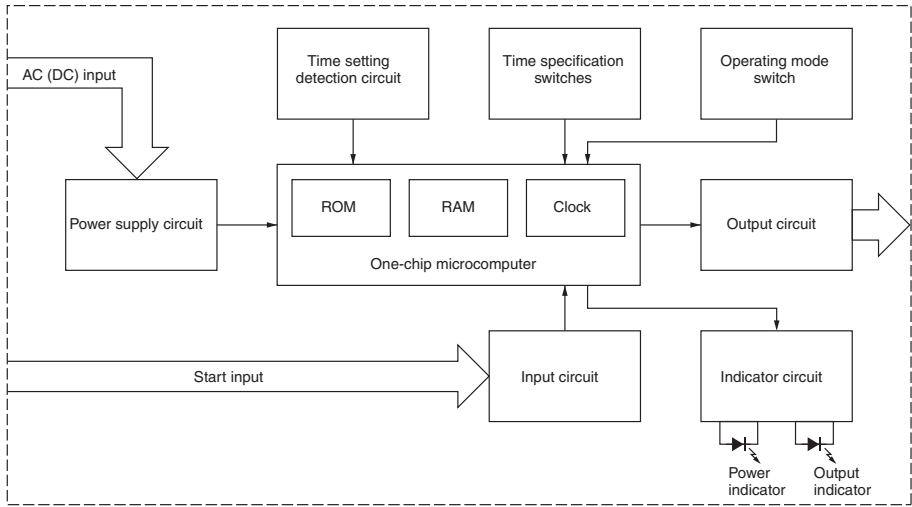 AC (DC) input
Time setting
detection circuit
Time specification
switches
Operating mode
switch
Power supply circuit
ROM
RAM
Clock
One-chip microcomputer
Output circuit
Start input
Input circuit
Indicator circuit
Power
indicator
Output
indicator